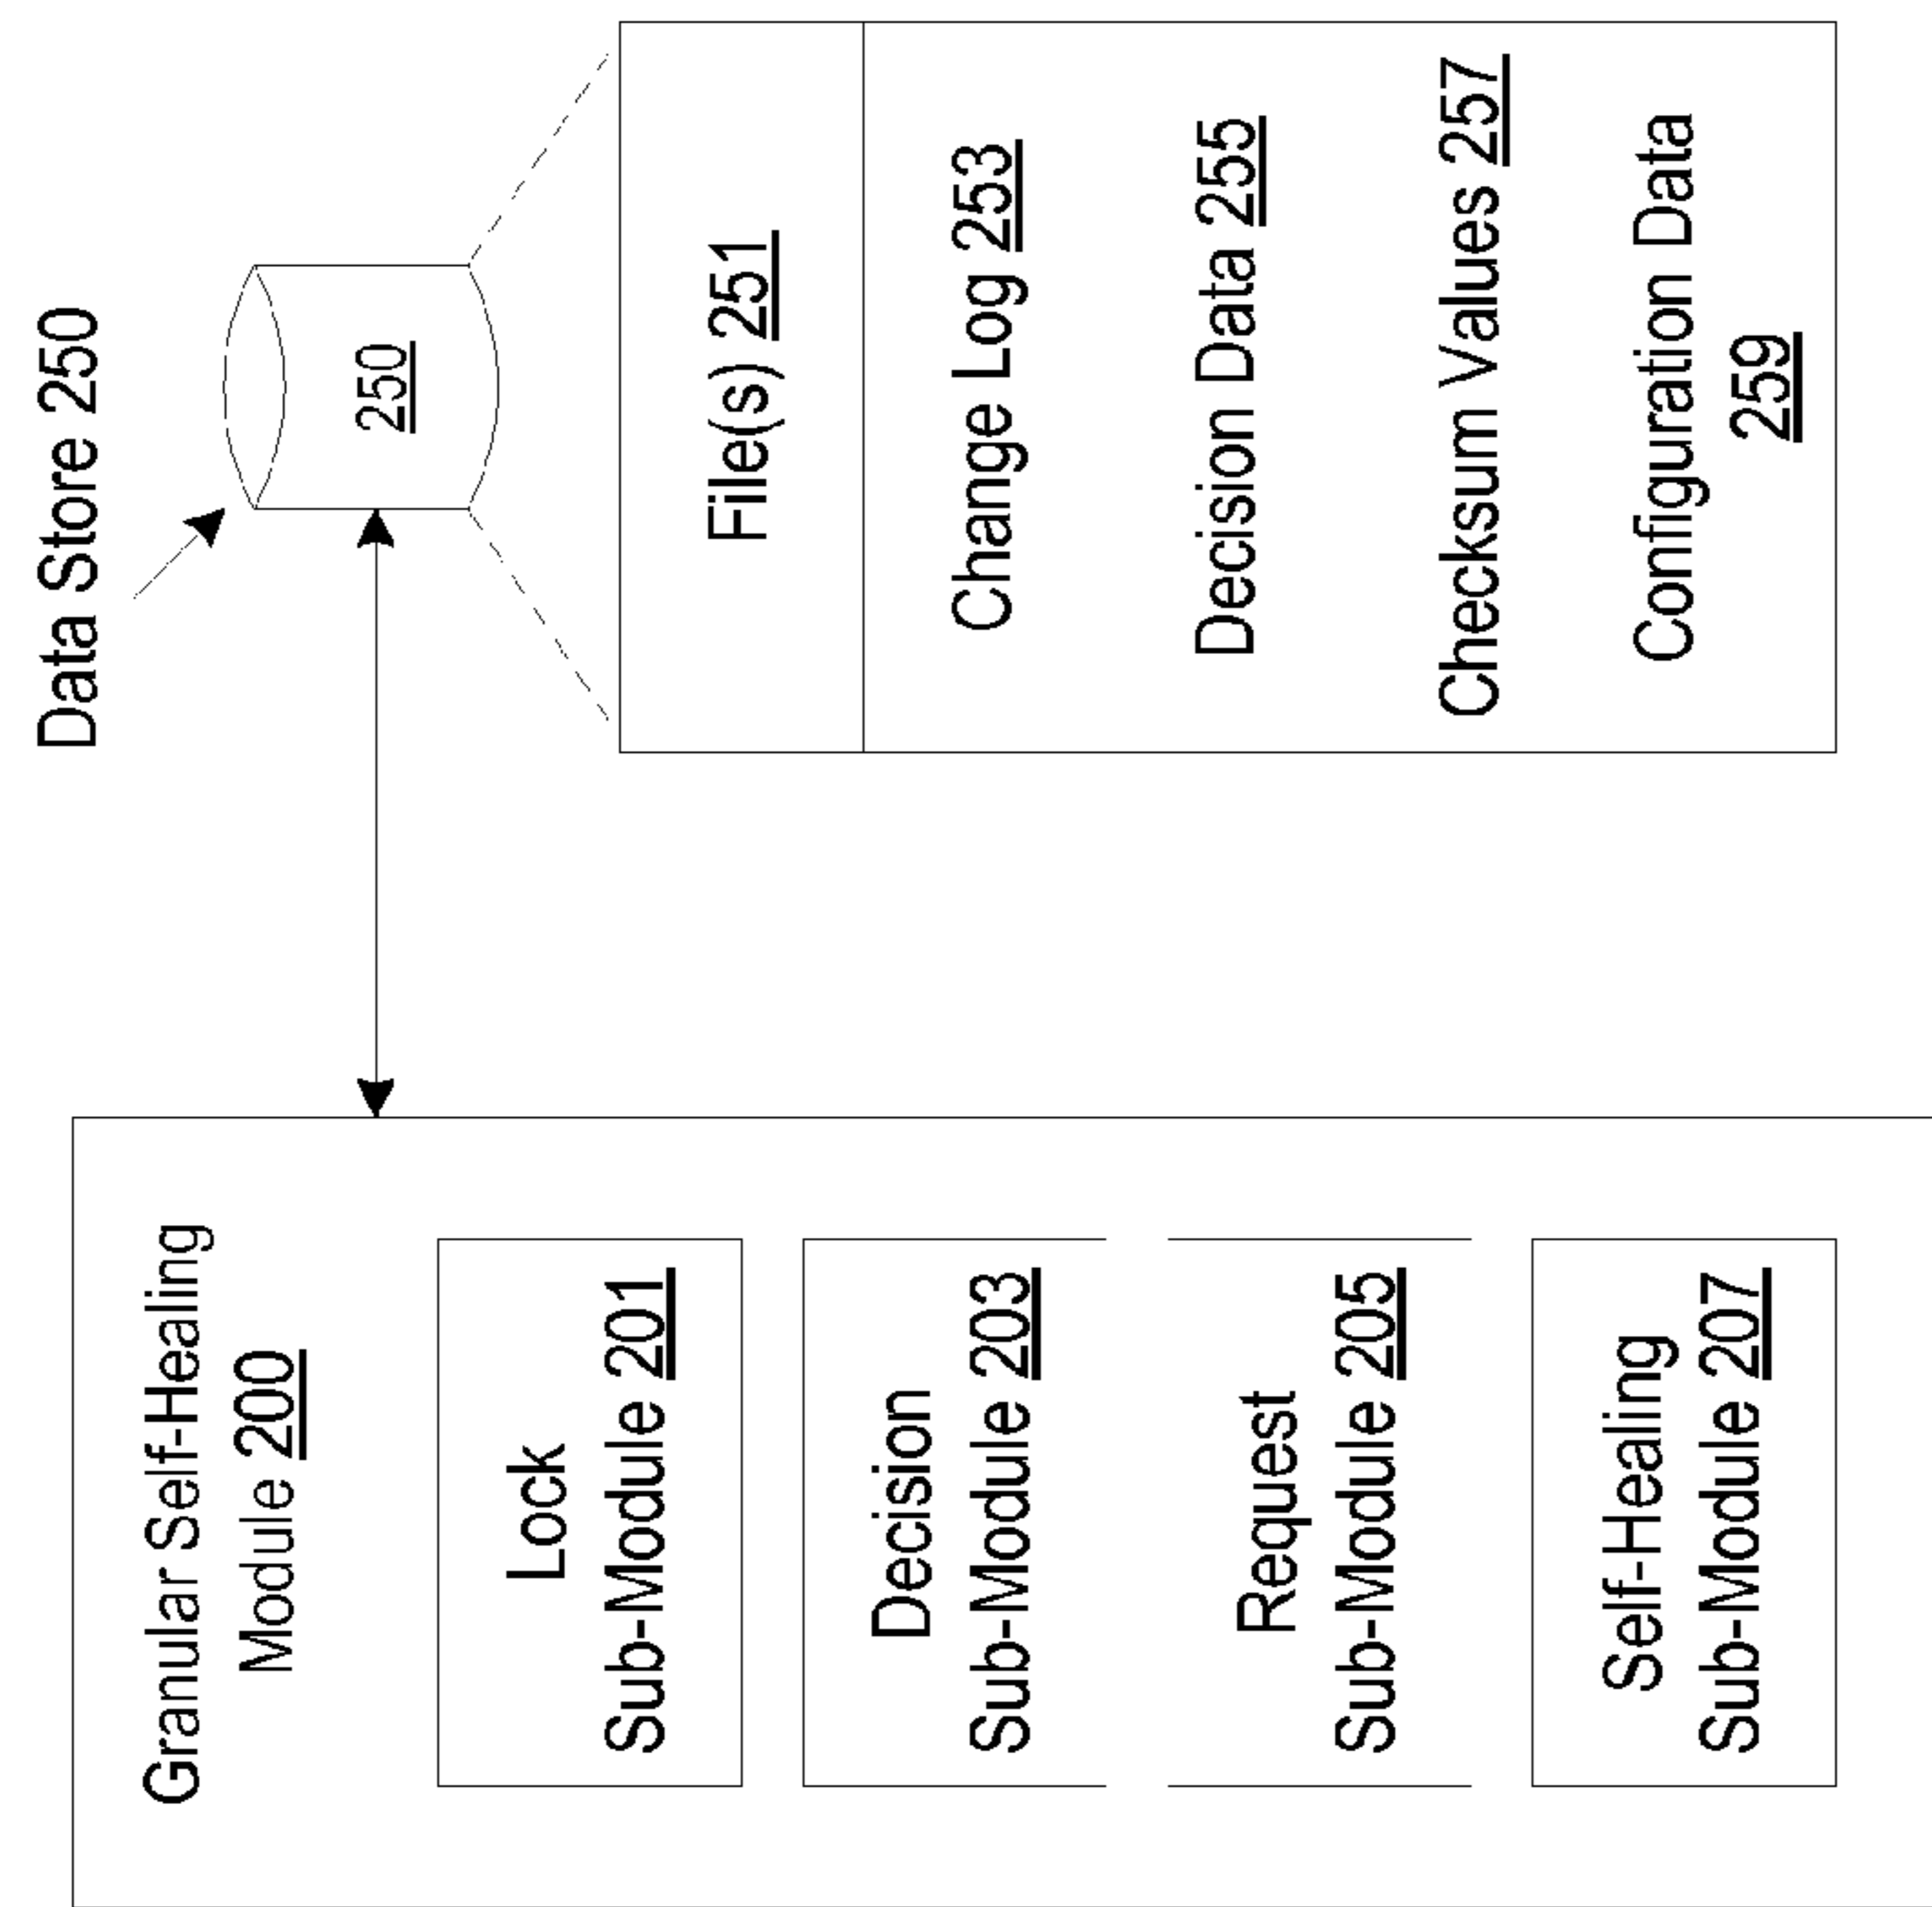 Granular Self-Healing
Module 200
Lock
Sub-Module 201
Decision
Sub-Module 203
Request
Sub-Module 205
Self-Healing
Sub-Module 207
Data Store 250
250
File(s) 251
Change Log 253
Decision Data 255
Checksum Values 257
Configuration Data
259